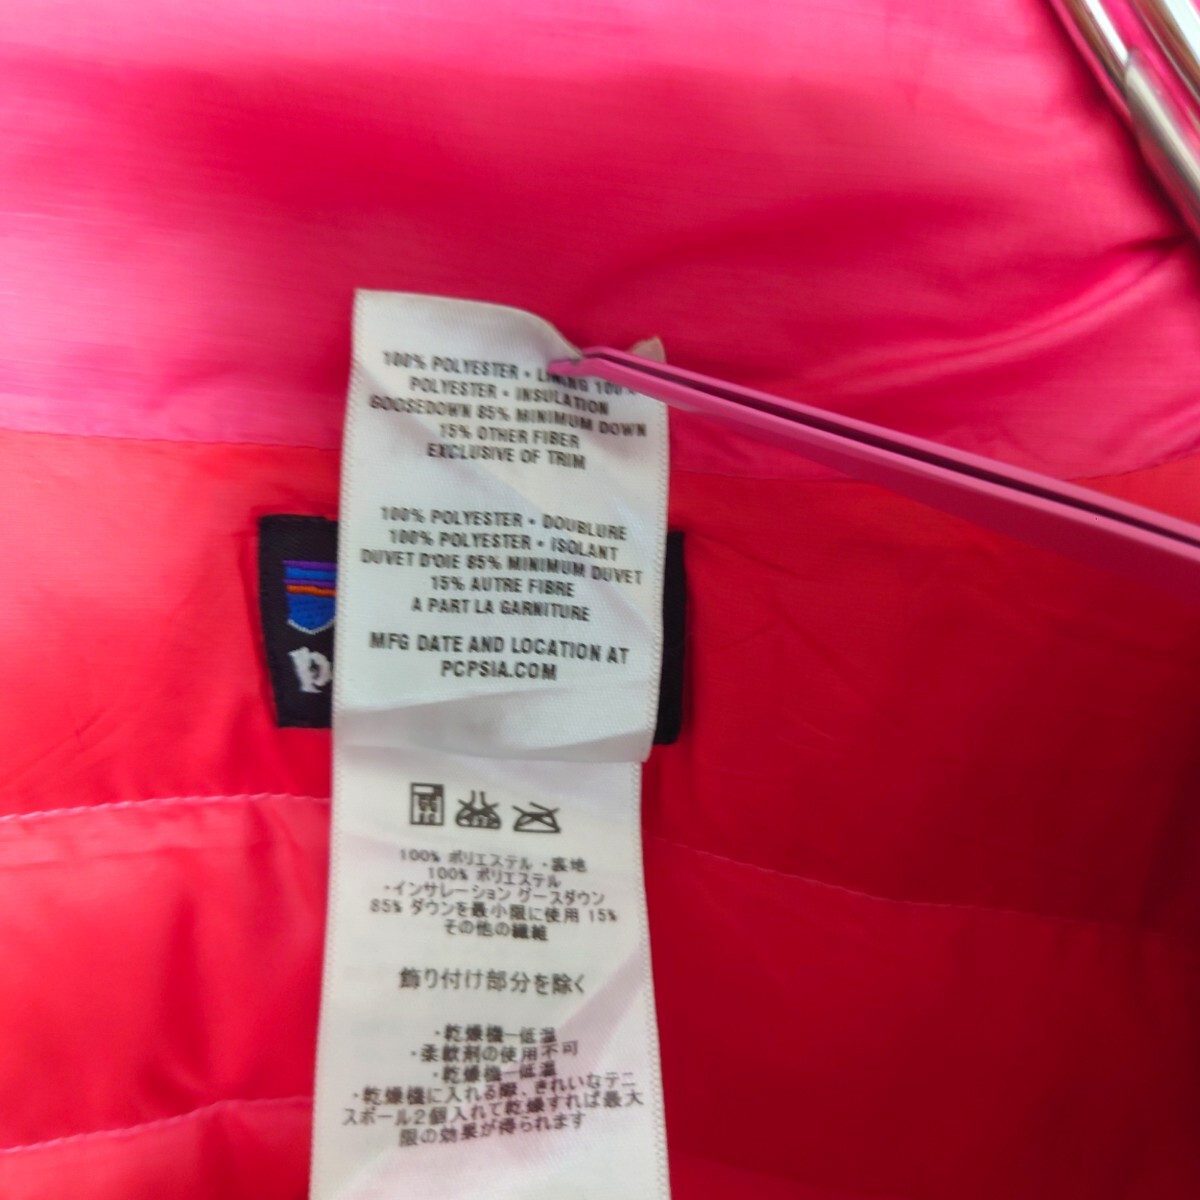 100% POLYESTER • LINING 100%
POLYESTER • INSULATION
GOOSEDOWN 85% MINIMUM DOWN
15% OTHER FIBER
EXCLUSIVE OF TRIM
100% POLYESTER • DOUBLURE
100% POLYESTER • ISOLANT
DUVET D'OIE 85% MINIMUM DUVET
15% AUTRE FIBRE
A PART LA GARNITURE
MFG DATE AND LOCATION AT
PCPSIA.COM
100% ポリエステル ・裏地
100% ポリエステル
・インサレーション グースダウン
85% ダウンを最小限に使用 15%
その他の繊維
飾り付け部分を除く
・乾燥機ー低温
・柔軟剤の使用不可
・乾燥機ー低温
・乾燥機に入れる際、きれいなテニ
スボール2個入れて乾燥すれば最大
限の効果が得られます